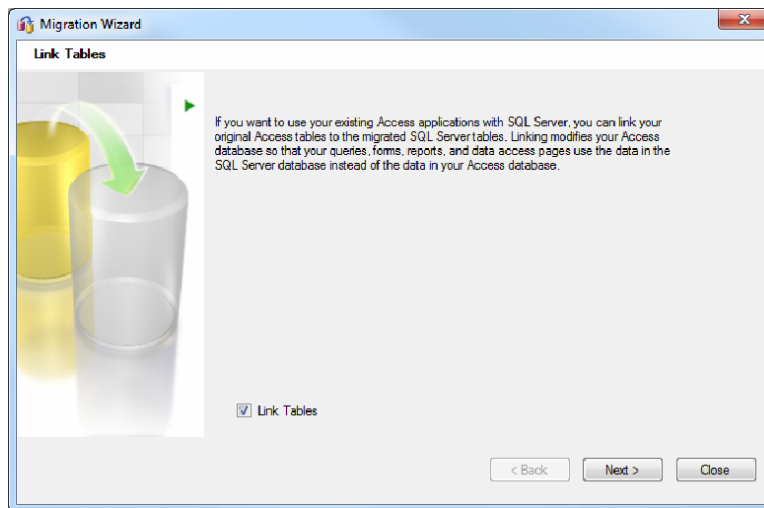 Migration Wizard
Link Tables
If you want to use your existing Access applications with SQL Server, you can link your
original Access tables to the migrated SQL Server tables. Linking modifies your Access
database so that your queries, forms, reports, and data access pages use the data in the
SQL Server database instead of the data in your Access database.
Link Tables
< Back Next > Close